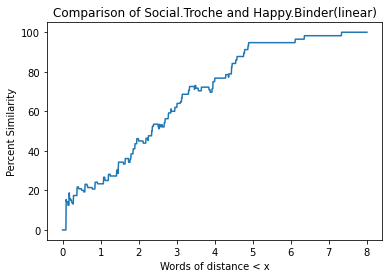 Comparison of Social.Troche and Happy.Binder(linear)
100
80
60
40
20
0
Percent Similarity
0 1 2 3 4 5 6 7 8
Words of distance < x